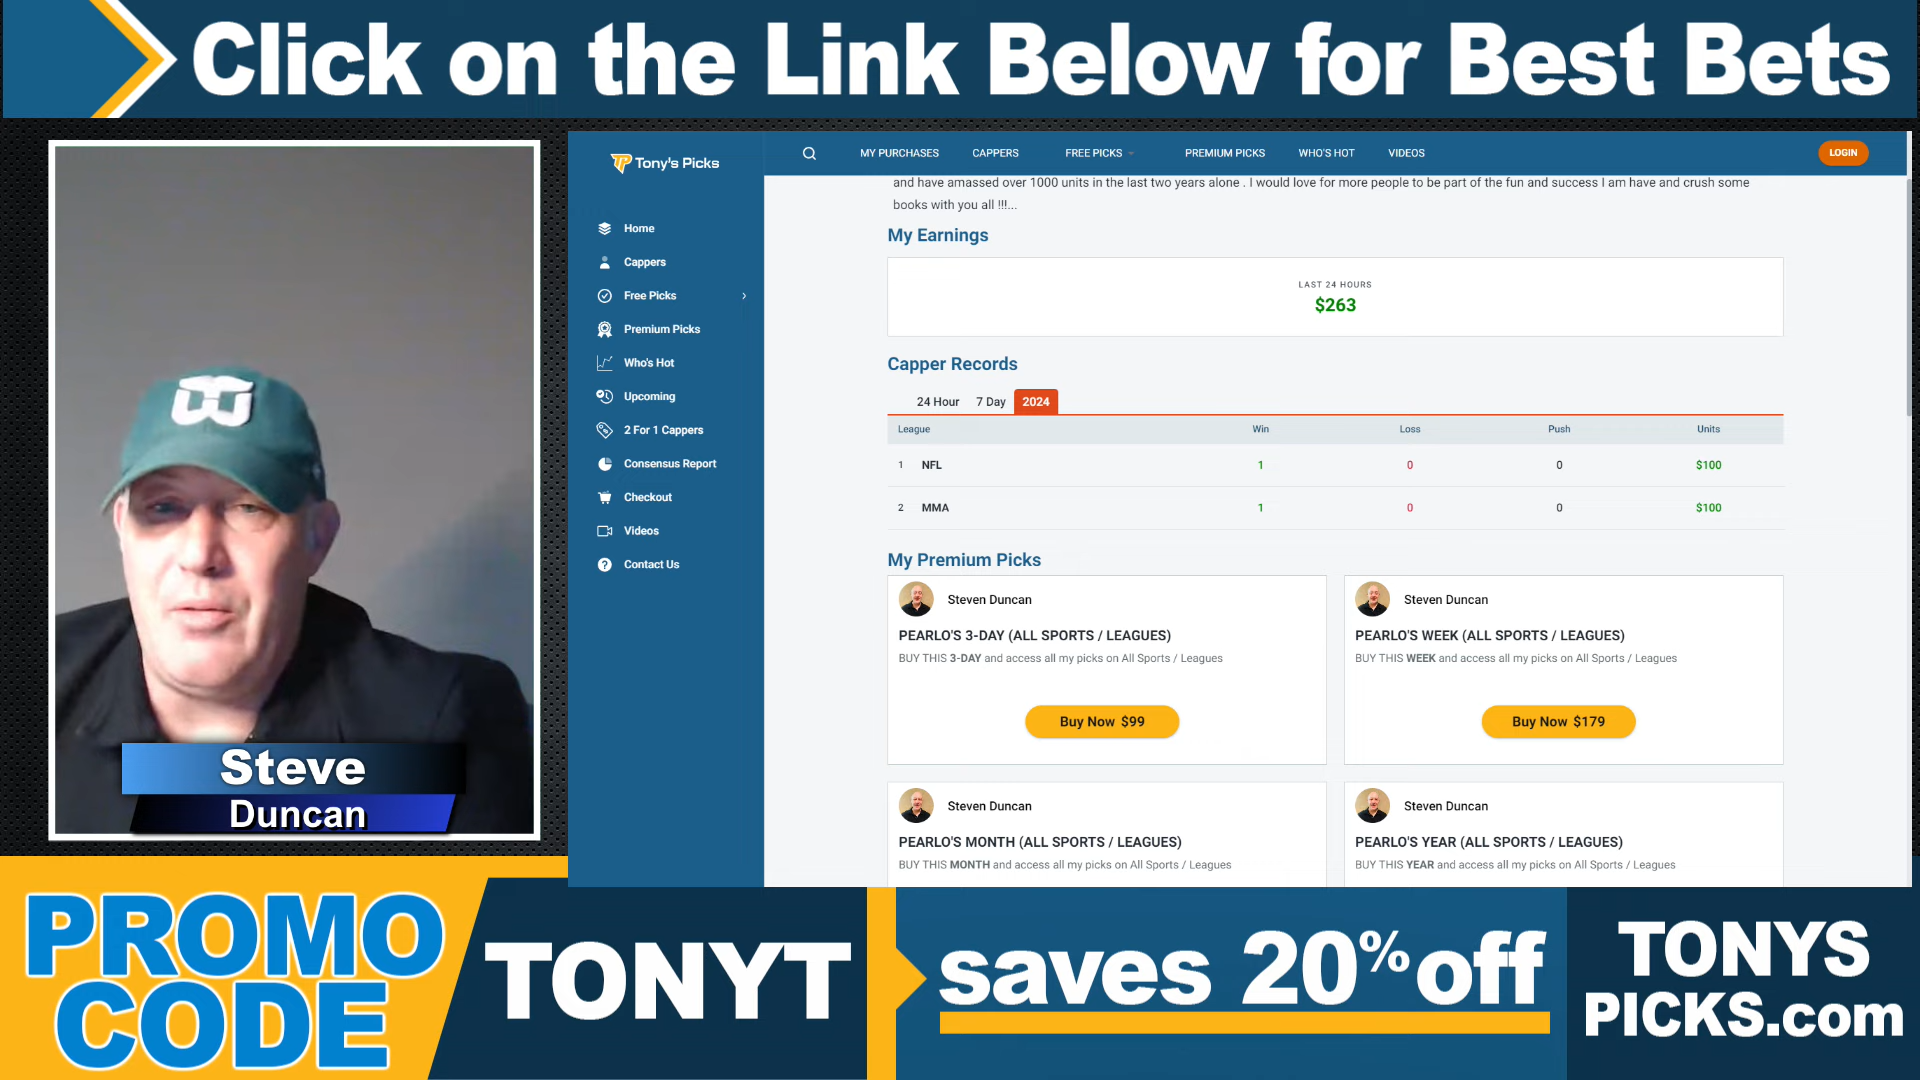 Click on the Link Below for Best Bets
Tony's Picks
MY PURCHASES
CAPPERS
FREE PICKS
PREMIUM PICKS
WHO'S HOT
VIDEOS
LOGIN
Home
Cappers
Free Picks
Premium Picks
Who's Hot
Upcoming
2 For 1 Cappers
Consensus Report
Checkout
Videos
Contact Us
and have amassed over 1000 units in the last two years alone . I would love for more people to be part of the fun and success I am have and crush some
books with you all !!!...
My Earnings
LAST 24 HOURS
$263
Capper Records
24 Hour 7 Day 2024
League Win Loss Push Units
1 NFL 1 0 0 $100
2 MMA 1 0 0 $100
My Premium Picks
Steven Duncan
PEARLO'S 3-DAY (ALL SPORTS / LEAGUES)
BUY THIS 3-DAY and access all my picks on All Sports / Leagues
Buy Now $99
Steven Duncan
PEARLO'S WEEK (ALL SPORTS / LEAGUES)
BUY THIS WEEK and access all my picks on All Sports / Leagues
Buy Now $179
Steven Duncan
PEARLO'S MONTH (ALL SPORTS / LEAGUES)
BUY THIS MONTH and access all my picks on All Sports / Leagues
Steven Duncan
PEARLO'S YEAR (ALL SPORTS / LEAGUES)
BUY THIS YEAR and access all my picks on All Sports / Leagues
Steve
Duncan
PROMO
CODE
TONYT
saves 20% off
TONYS
PICKS.com